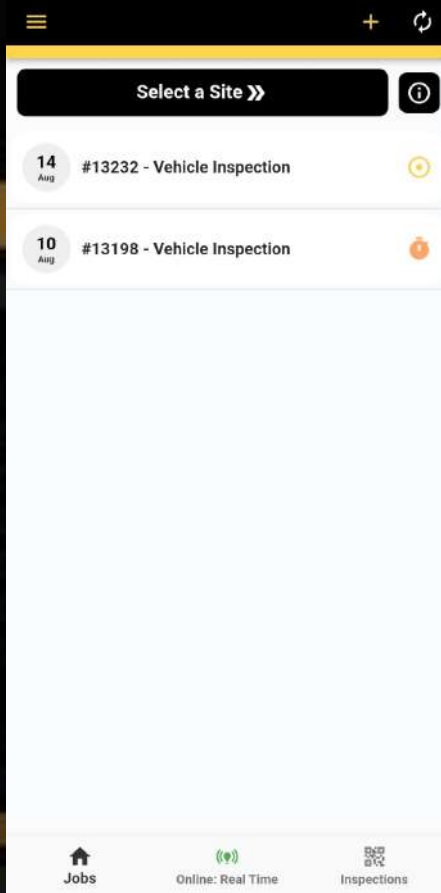 Select a Site »
14
Aug
#13232 - Vehicle Inspection
10
Aug
#13198 - Vehicle Inspection
Jobs
Online: Real Time
Inspections